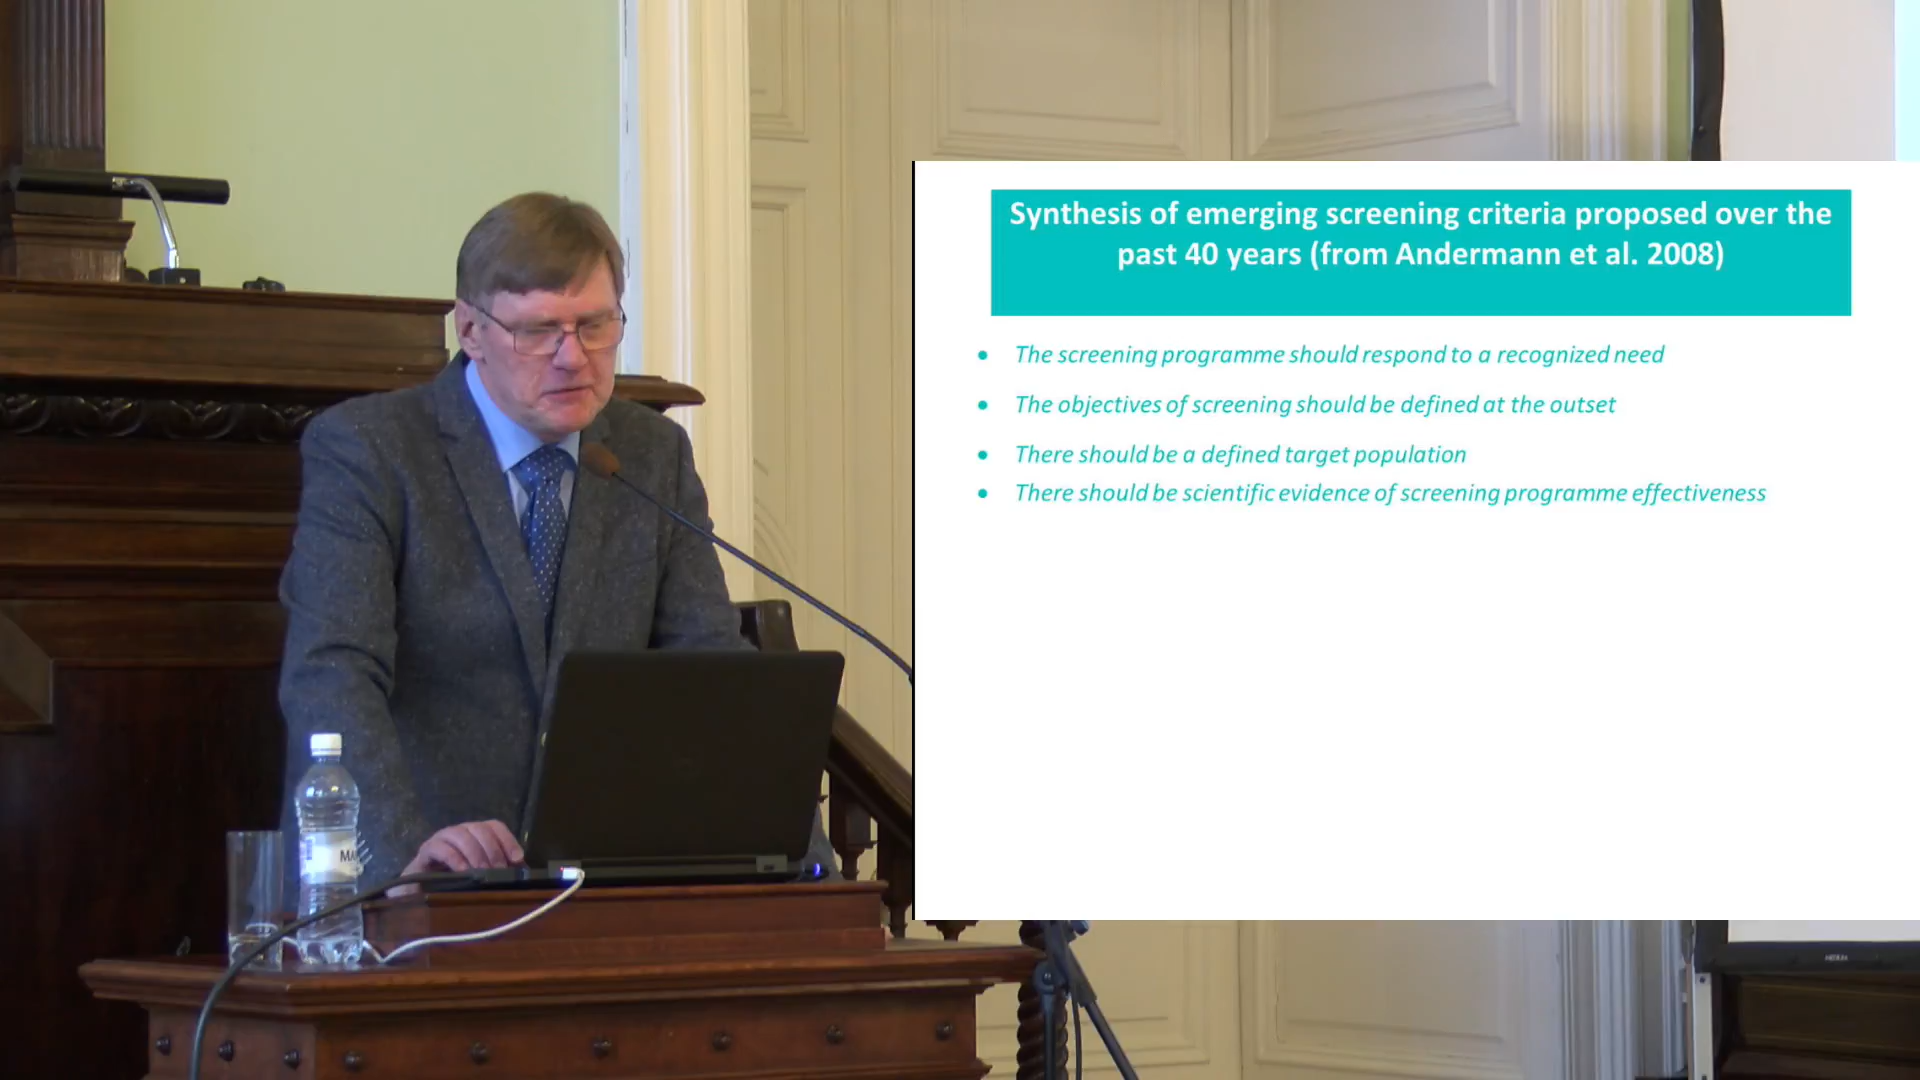 Synthesis of emerging screening criteria proposed over the
past 40 years (from Andermann et al. 2008)
• The screening programme should respond to a recognized need
• The objectives of screening should be defined at the outset
• There should be a defined target population
• There should be scientific evidence of screening programme effectiveness